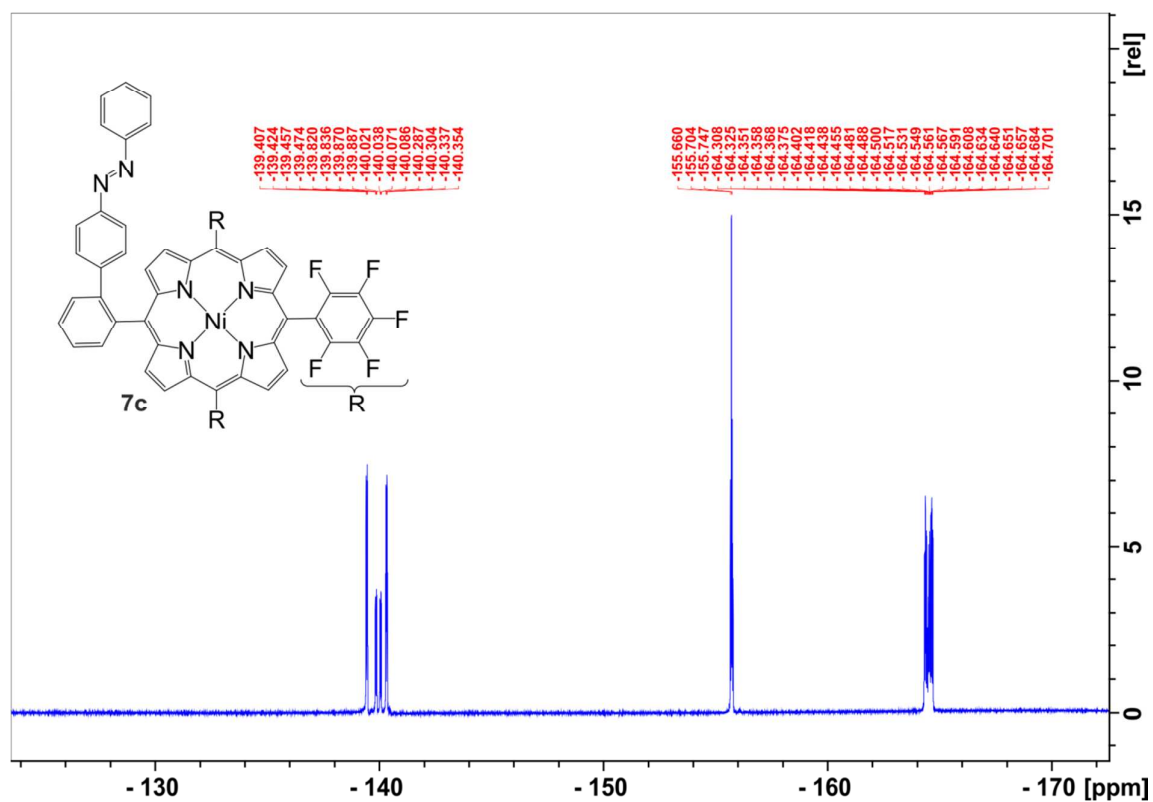 -139.407
-139.424
-139.457
-139.474
-139.820
-139.836
-139.870
-139.887
-140.021
-140.038
-140.071
-140.086
-140.287
-140.304
-140.337
-140.354
-155.660
-155.704
-155.747
-164.308
-164.325
-164.351
-164.358
-164.368
-164.375
-164.402
-164.418
-164.438
-164.455
-164.481
-164.488
-164.500
-164.517
-164.531
-164.549
-164.561
-164.567
-164.591
-164.608
-164.634
-164.640
-164.651
-164.657
-164.684
-164.701
[rel]
15
10
5
0
N
N
R
F
F
N
N
Ni
F
N
N
F
F
R
R
7c
- 130
- 140
- 150
- 160
- 170 [ppm]